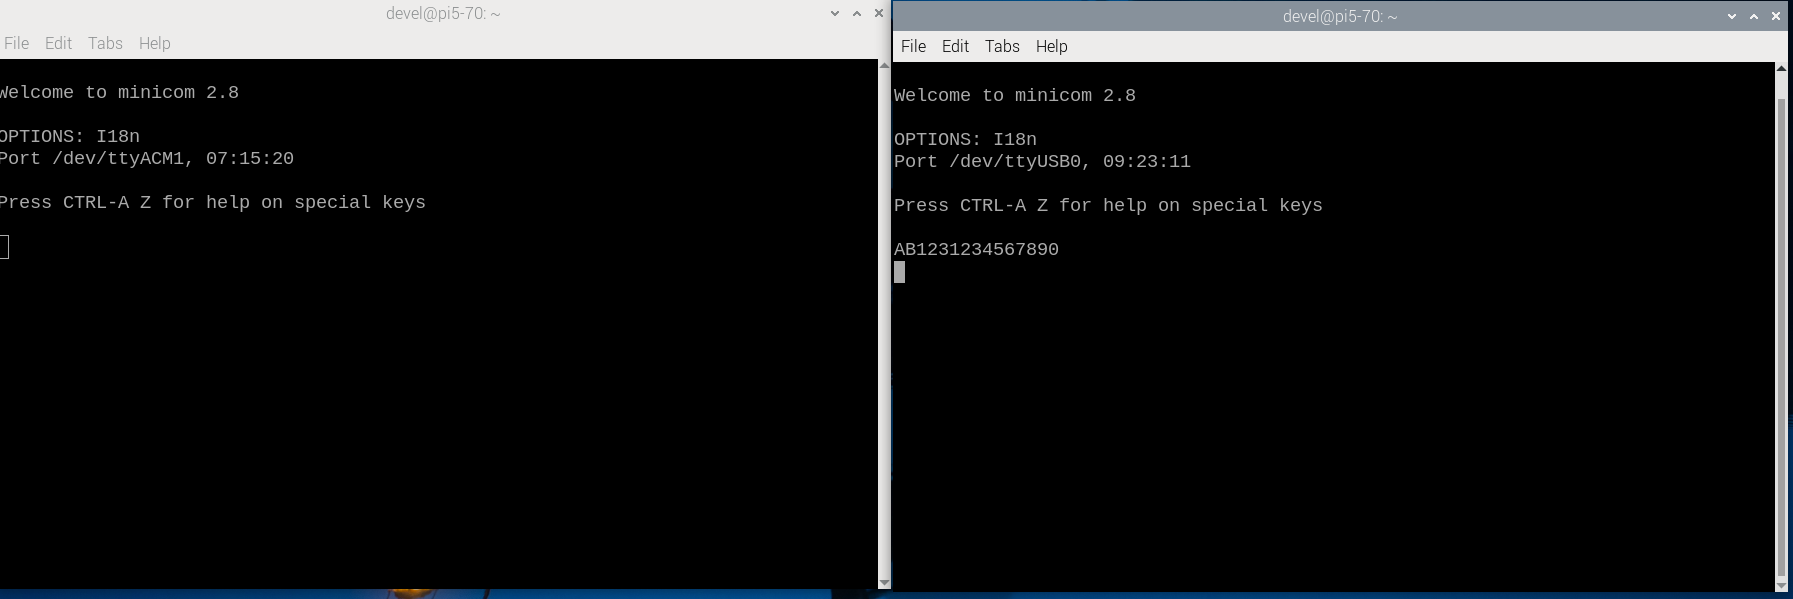 devel@pi5-70: ~
File Edit Tabs Help
Welcome to minicom 2.8
OPTIONS: I18n
Port /dev/ttyACM1, 07:15:20
Press CTRL-A Z for help on special keys
devel@pi5-70: ~
File Edit Tabs Help
Welcome to minicom 2.8
OPTIONS: I18n
Port /dev/ttyUSB0, 09:23:11
Press CTRL-A Z for help on special keys
AB1231234567890